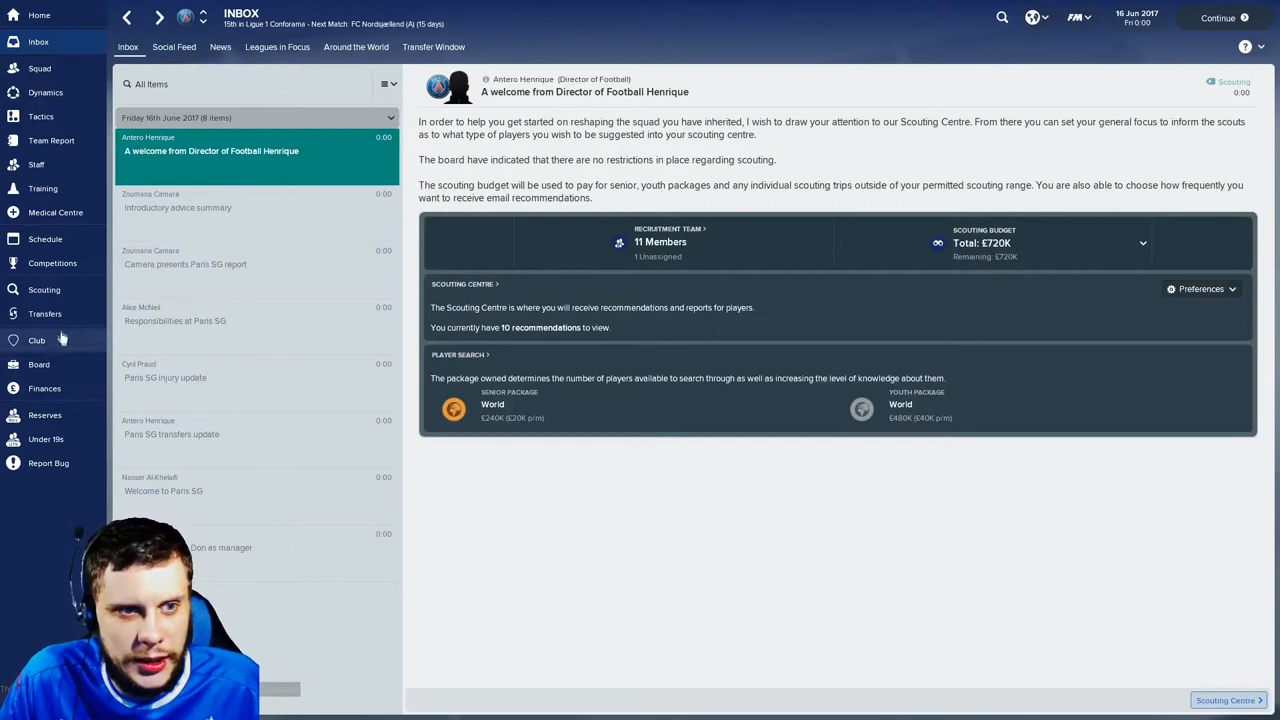 Home
Inbox
Squad
Dynamics
Tactics
Team Report
Staff
Training
Medical Centre
Schedule
Competitions
Scouting
Transfers
Club
Board
Finances
Reserves
Under 19s
Report Bug
INBOX
15th in Ligue 1 Conforama - Next Match: FC Nordsjælland (A) (15 days)
FM
16 Jun 2017
Fri 0:00
Continue
Inbox
Social Feed
News
Leagues in Focus
Around the World
Transfer Window
?
All Items
Friday 16th June 2017 (8 items)
Antero Henrique 0:00
A welcome from Director of Football Henrique
Zoumana Camara 0:00
Introductory advice summary
Zoumana Camara 0:00
Camara presents Paris SG report
Alice McNeil 0:00
Responsibilities at Paris SG
Cyril Praud 0:00
Paris SG injury update
Antero Henrique 0:00
Paris SG transfers update
Nasser Al-Khelaifi 0:00
Welcome to Paris SG
0:00
Don as manager
Antero Henrique (Director of Football)
A welcome from Director of Football Henrique
Scouting
0:00
In order to help you get started on reshaping the squad you have inherited, I wish to draw your attention to our Scouting Centre. From there you can set your general focus to inform the scouts
as to what type of players you wish to be suggested into your scouting centre.
The board have indicated that there are no restrictions in place regarding scouting.
The scouting budget will be used to pay for senior, youth packages and any individual scouting trips outside of your permitted scouting range. You are also able to choose how frequently you
want to receive email recommendations.
RECRUITMENT TEAM >
11 Members
1 Unassigned
SCOUTING BUDGET
Total: £720K
Remaining: £720K
SCOUTING CENTRE >
Preferences
The Scouting Centre is where you will receive recommendations and reports for players.
You currently have 10 recommendations to view.
PLAYER SEARCH >
The package owned determines the number of players available to search through as well as increasing the level of knowledge about them.
SENIOR PACKAGE
World
£240K (£20K p/m)
YOUTH PACKAGE
World
£480K (£40K p/m)
Scouting Centre >